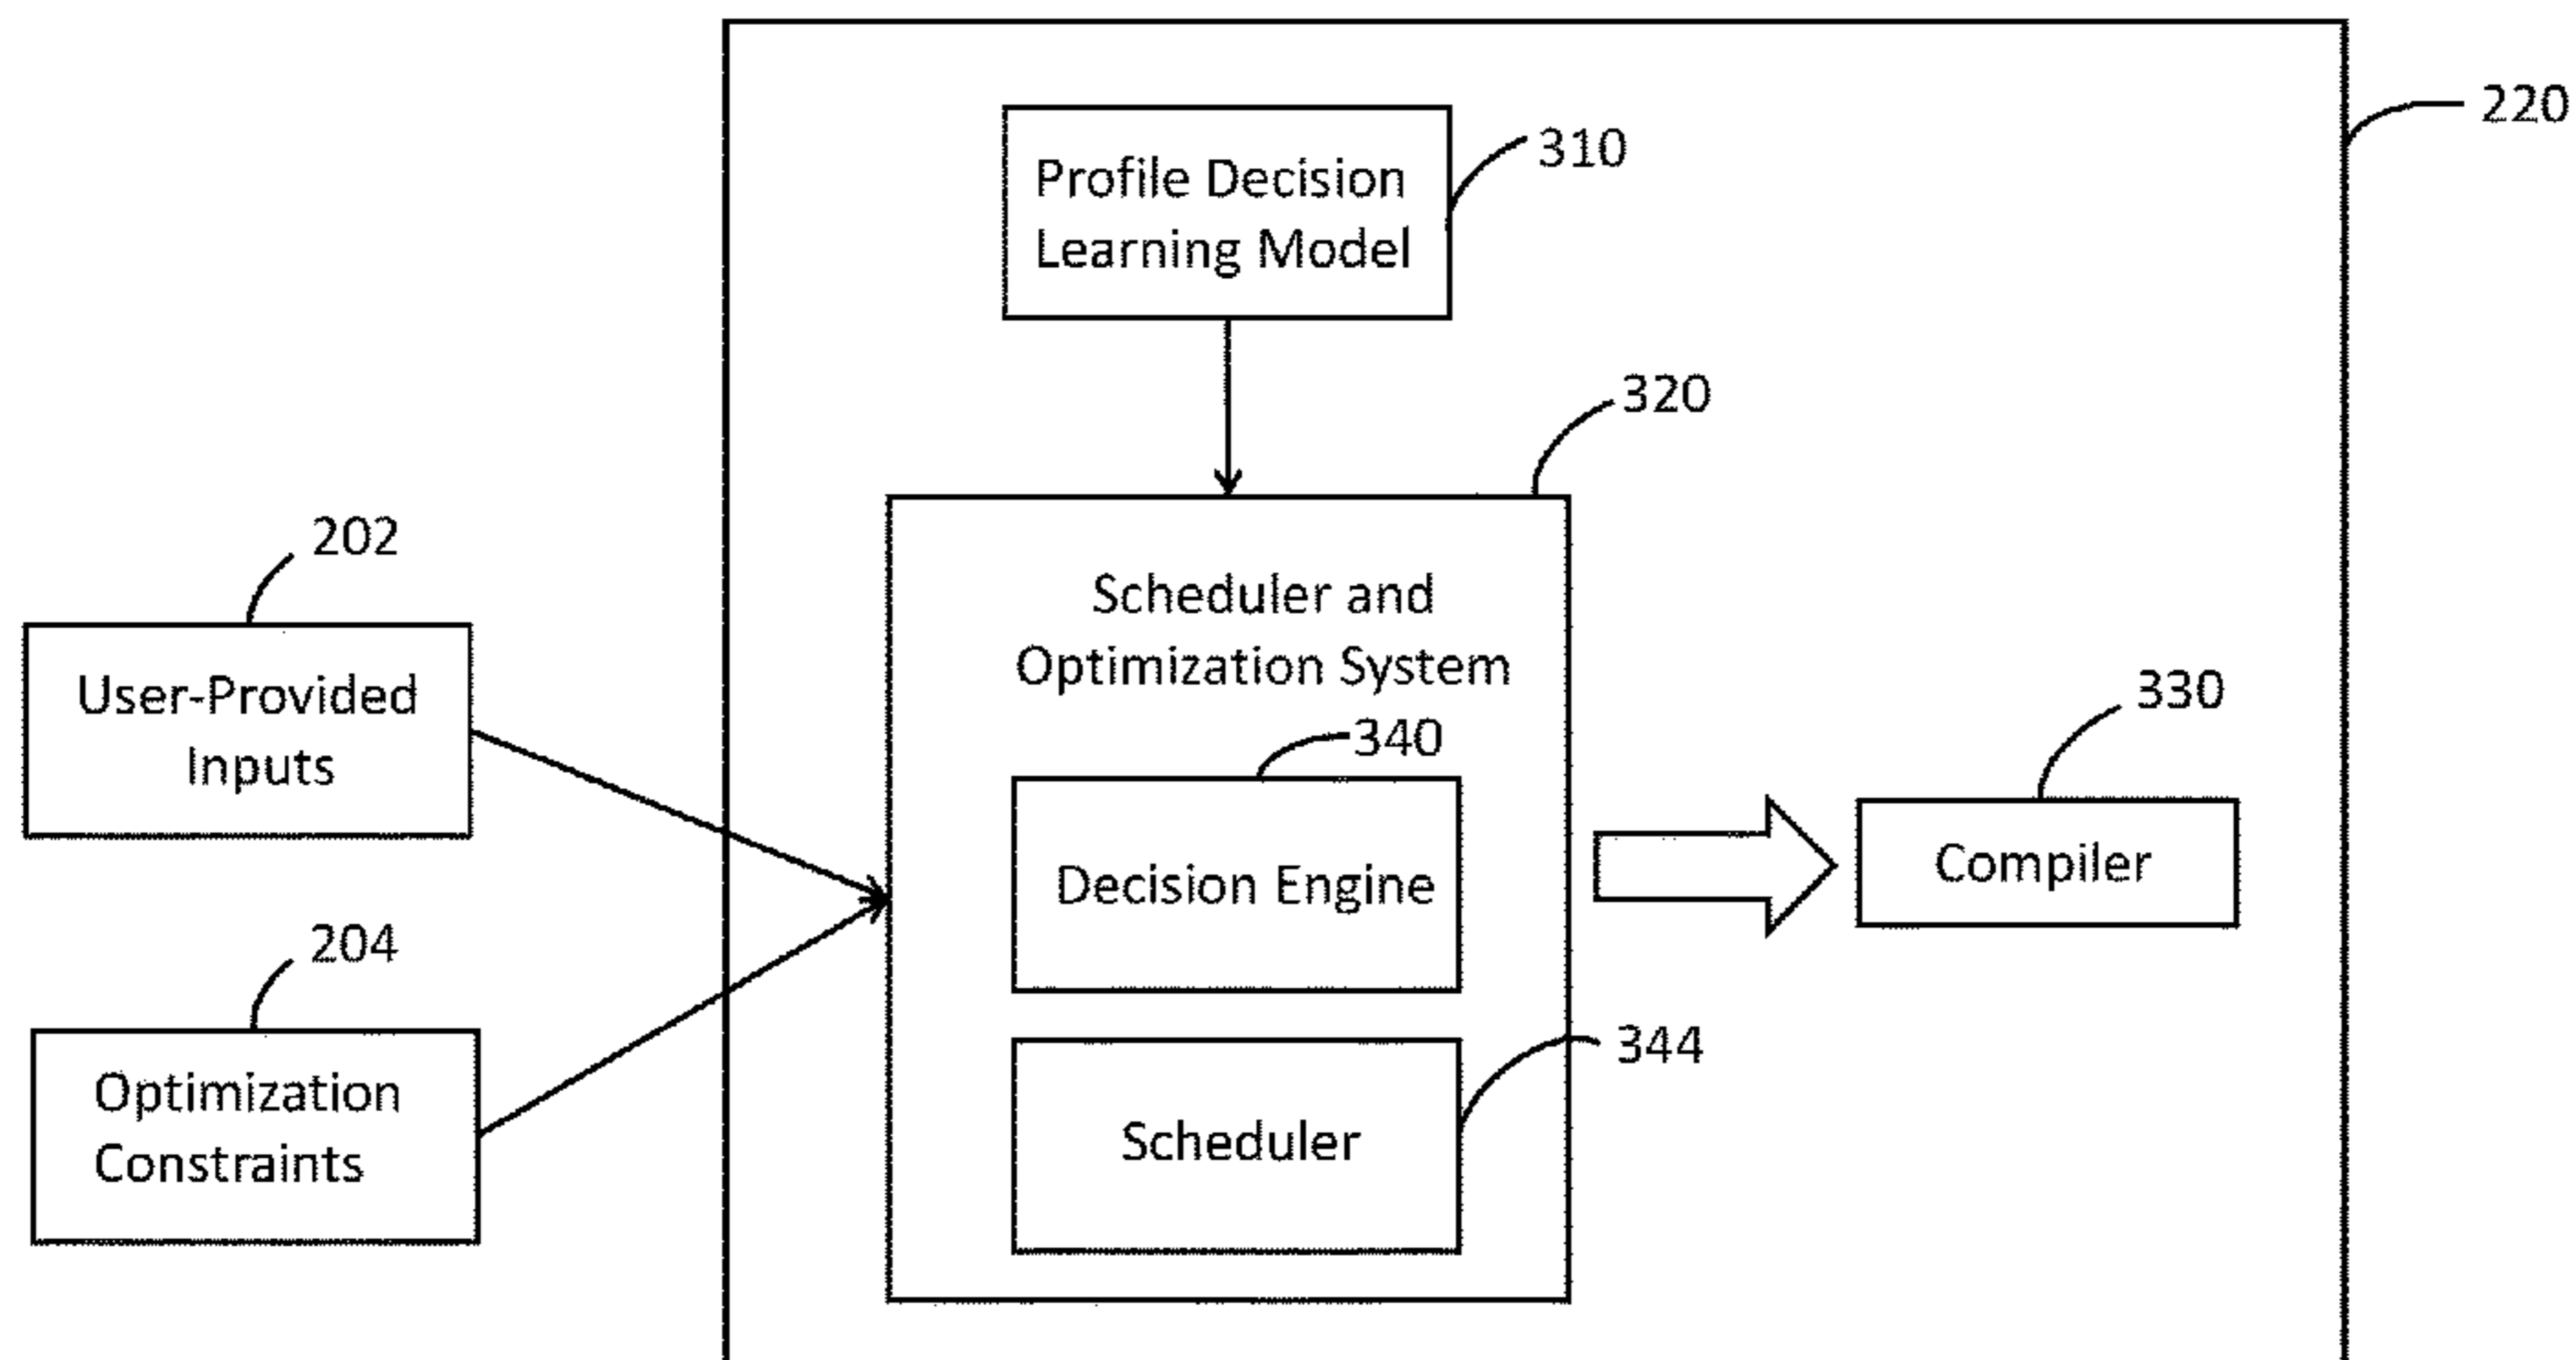 220
310
Profile Decision
Learning Model
320
202
Scheduler and
Optimization System
User-Provided
Inputs
340
330
Decision Engine
Compiler
204
344
Optimization
Constraints
Scheduler